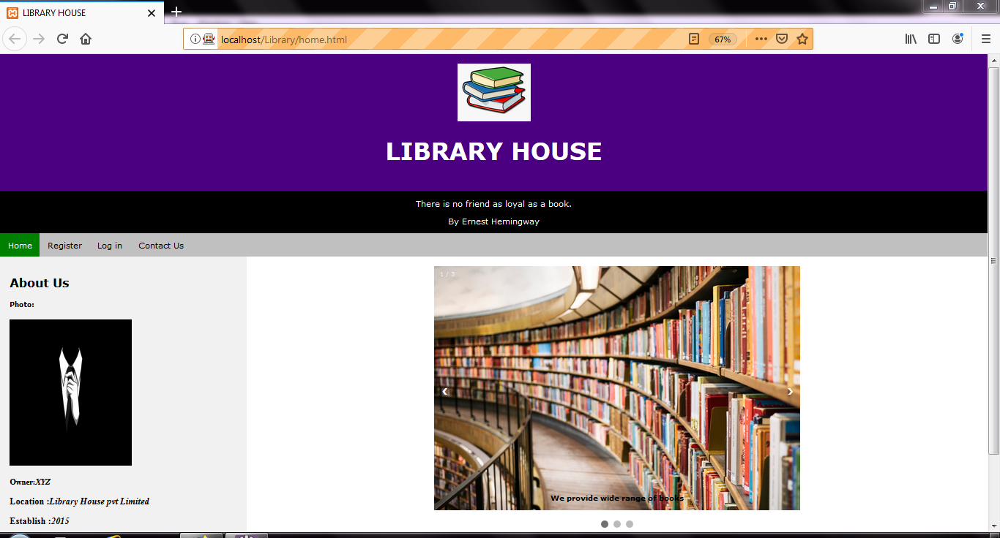 LIBRARY HOUSE
localhost/Library/home.html
67%
LIBRARY HOUSE
There is no friend as loyal as a book.
By Ernest Hemingway
Home Register Log in Contact Us
About Us
Photo:
Owner:XYZ
Location :Library House pvt Limited
Establish :2015
1 / 3
We provide wide range of books